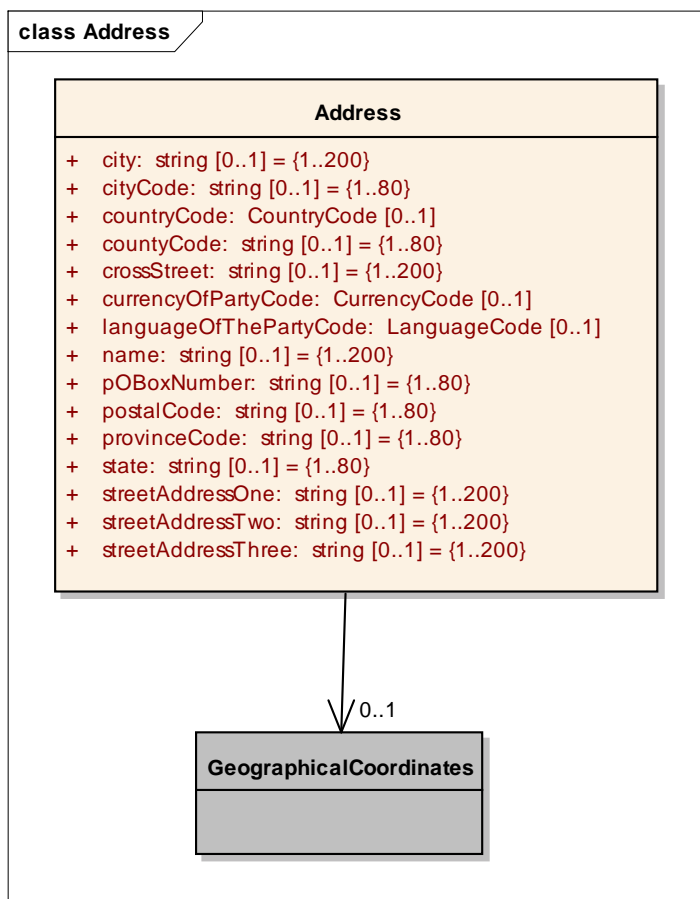 class Address
Address
+ city: string [0..1] = {1..200}
+ cityCode: string [0..1] = {1..80}
+ countryCode: CountryCode [0..1]
+ countyCode: string [0..1] = {1..80}
+ crossStreet: string [0..1] = {1..200}
+ currencyOfPartyCode: CurrencyCode [0..1]
+ languageOfThePartyCode: LanguageCode [0..1]
+ name: string [0..1] = {1..200}
+ pOBoxNumber: string [0..1] = {1..80}
+ postalCode: string [0..1] = {1..80}
+ provinceCode: string [0..1] = {1..80}
+ state: string [0..1] = {1..80}
+ streetAddressOne: string [0..1] = {1..200}
+ streetAddressTwo: string [0..1] = {1..200}
+ streetAddressThree: string [0..1] = {1..200}
0..1
GeographicalCoordinates